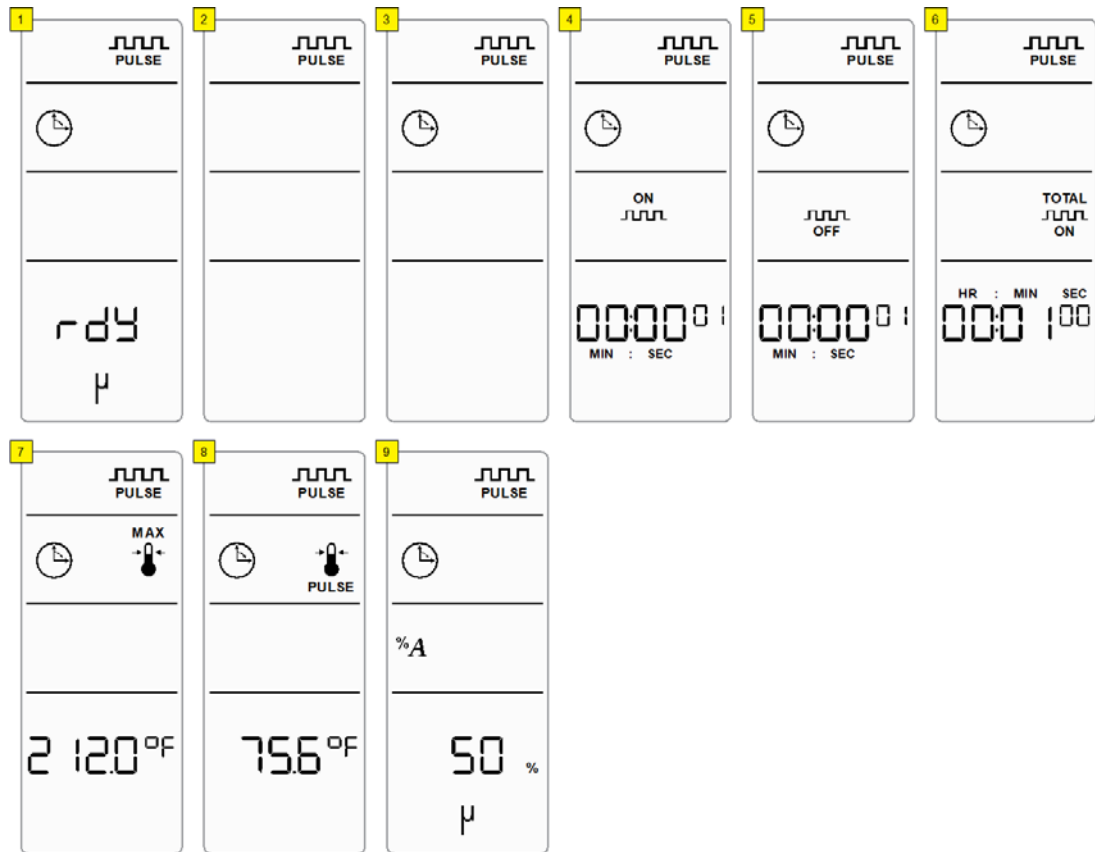 1
PULSE
rdy
µ
2
PULSE
3
PULSE
4
PULSE
ON
00:00 01
MIN : SEC
5
PULSE
OFF
00:00 01
MIN : SEC
6
PULSE
TOTAL
ON
HR : MIN SEC
00:01 00
7
PULSE
MAX
212.0°F
8
PULSE
PULSE
75.6°F
9
PULSE
%A
50 %
µ